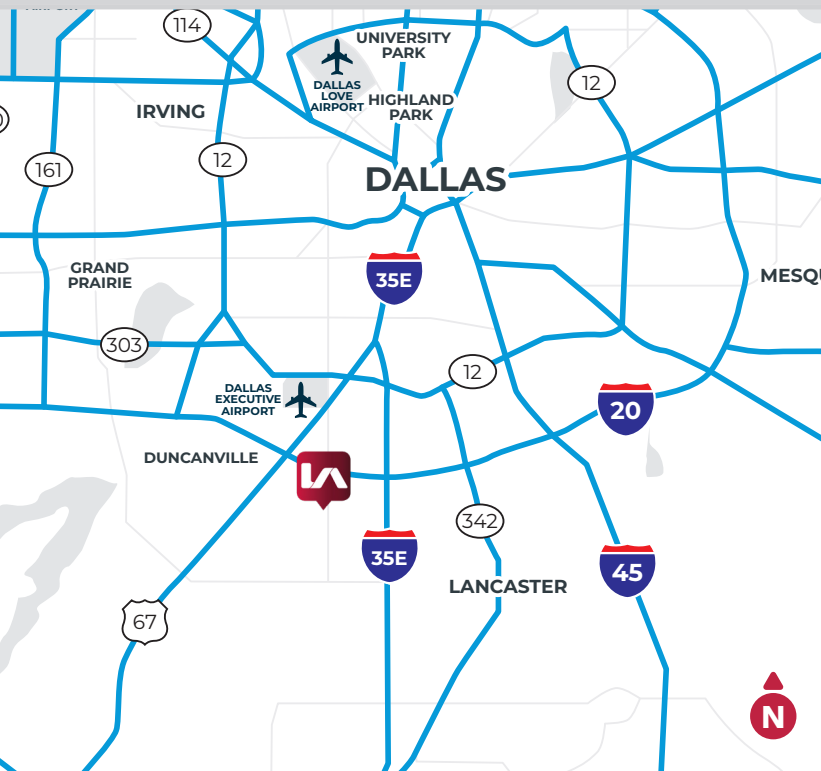 114
UNIVERSITY
PARK
DALLAS
LOVE
AIRPORT
HIGHLAND
PARK
12
IRVING
12
161
DALLAS
35E
GRAND
PRAIRIE
MESQU
303
12
DALLAS
EXECUTIVE
AIRPORT
20
DUNCANVILLE
LA
342
35E
45
LANCASTER
67
N